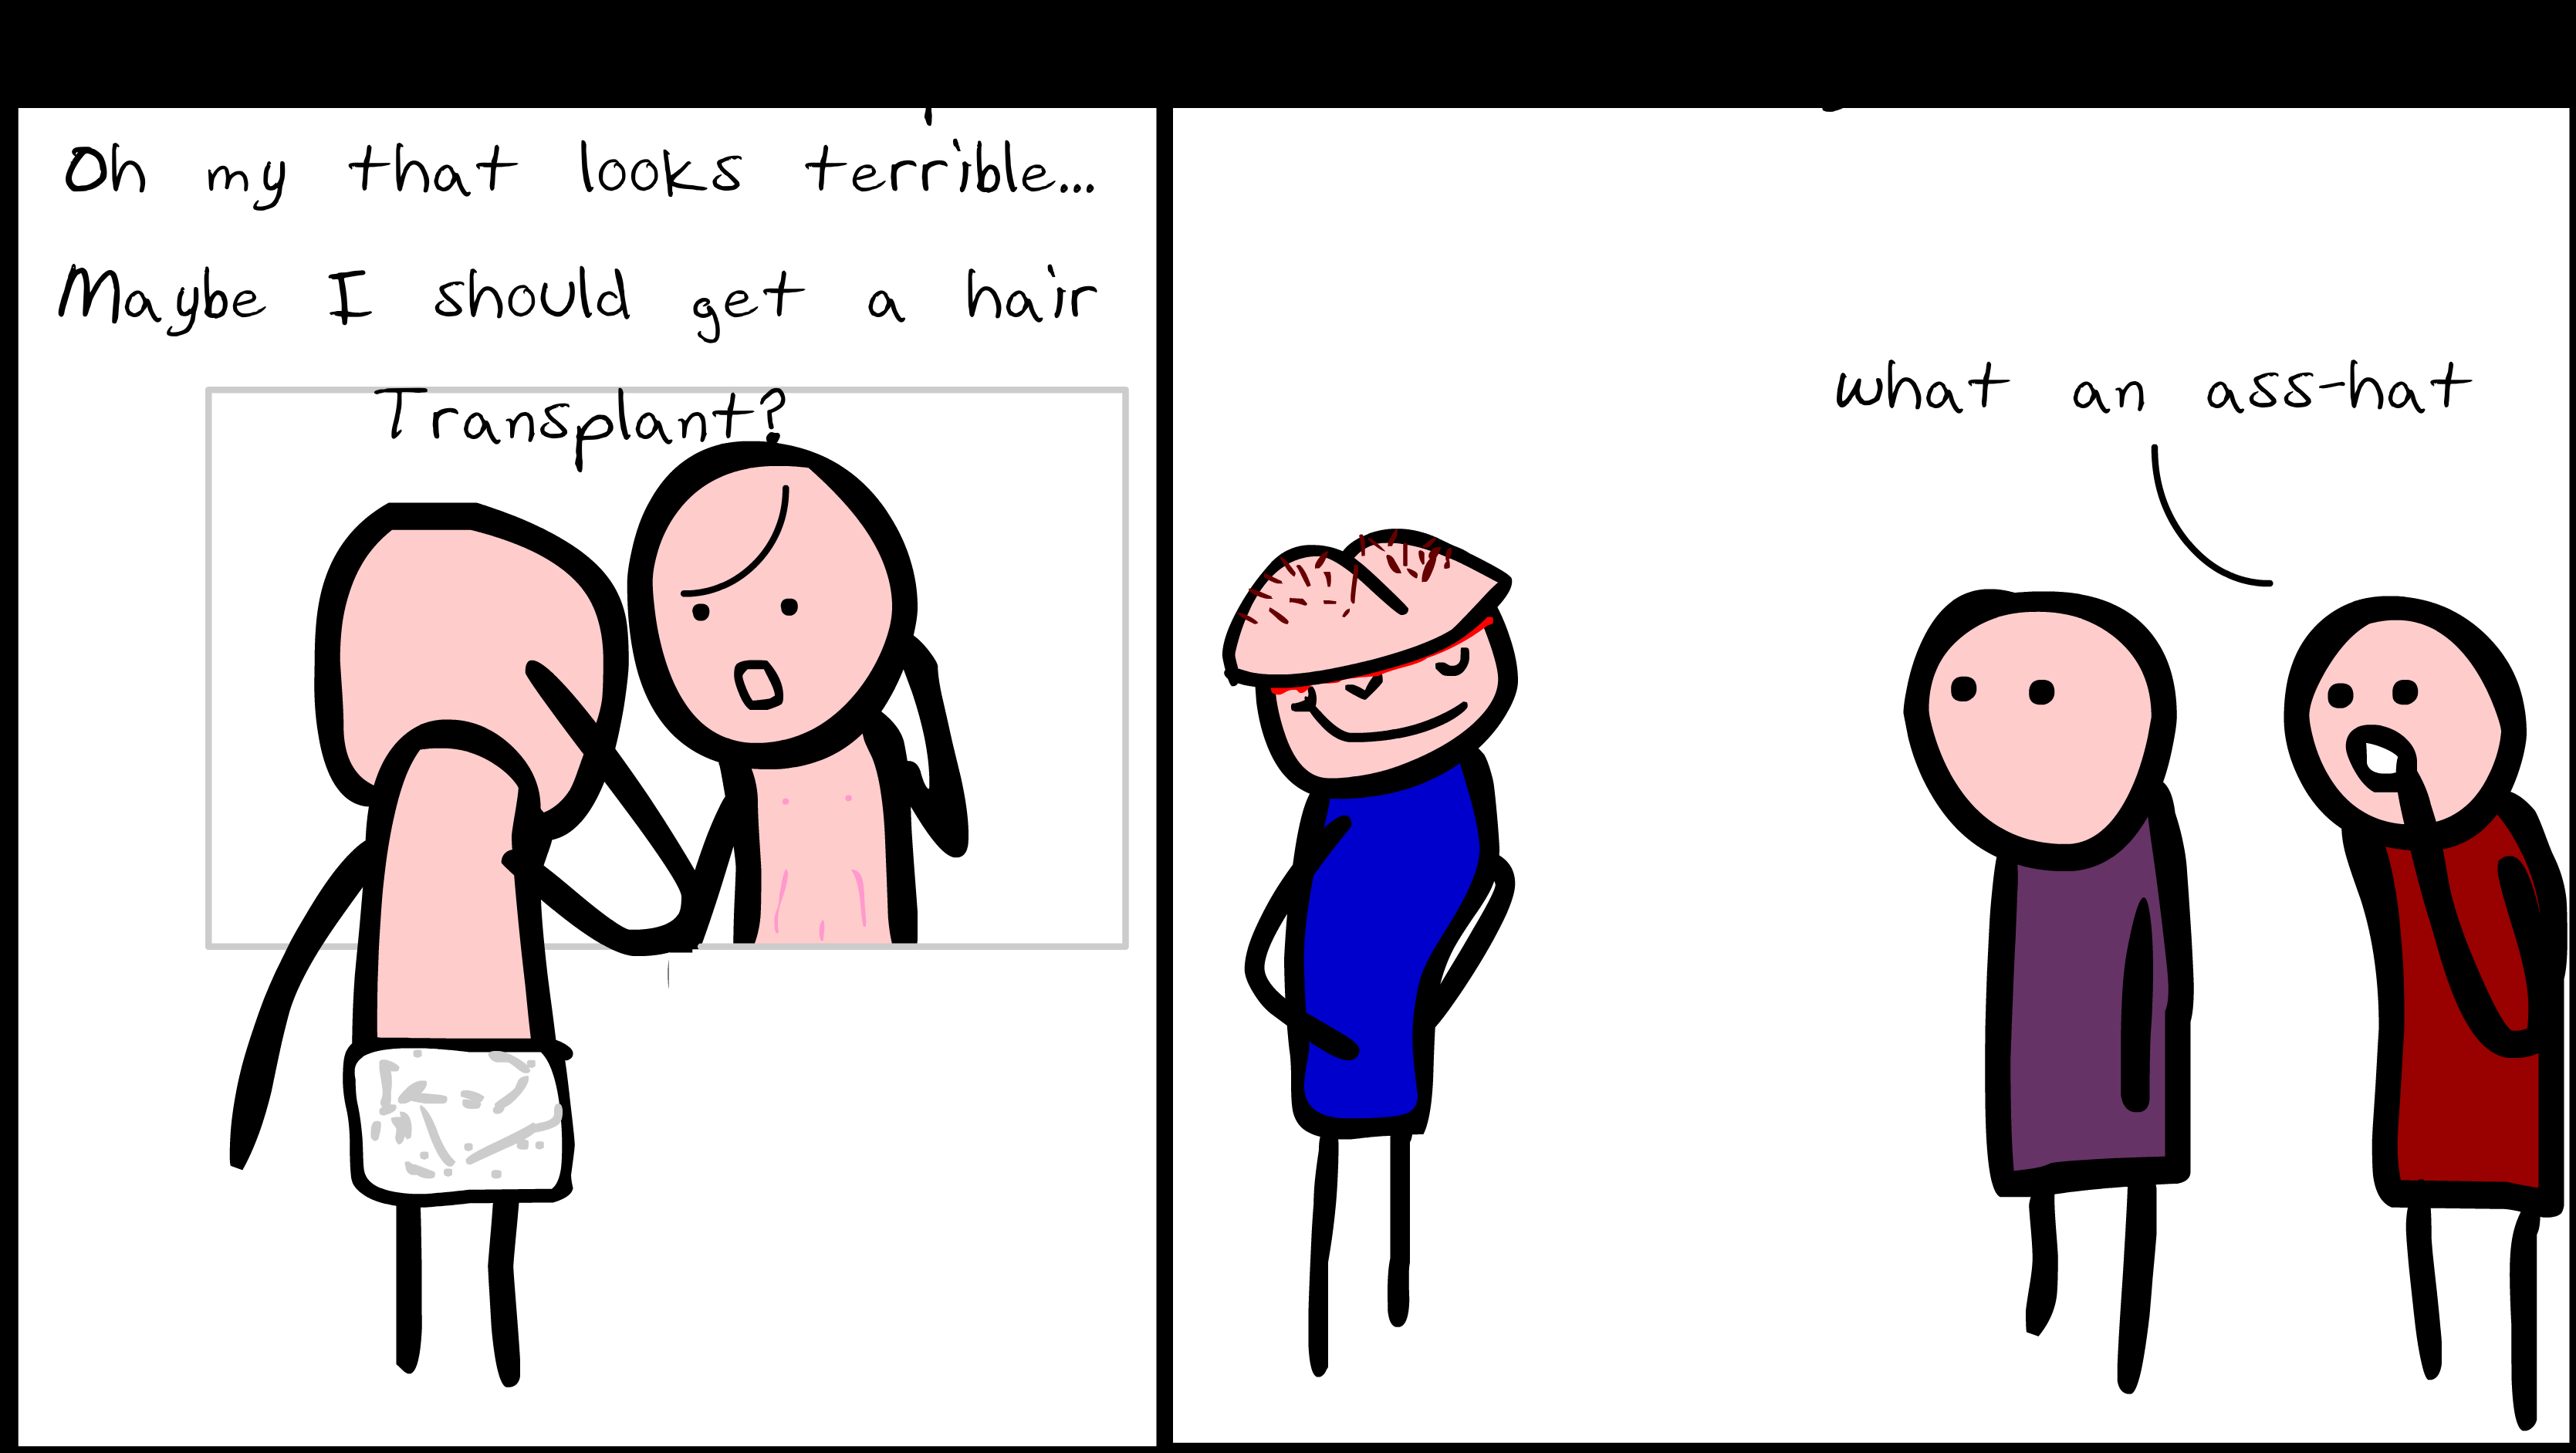 Oh my that looks terrible...
Maybe I should get a hair
Transplant?
what an ass-hat